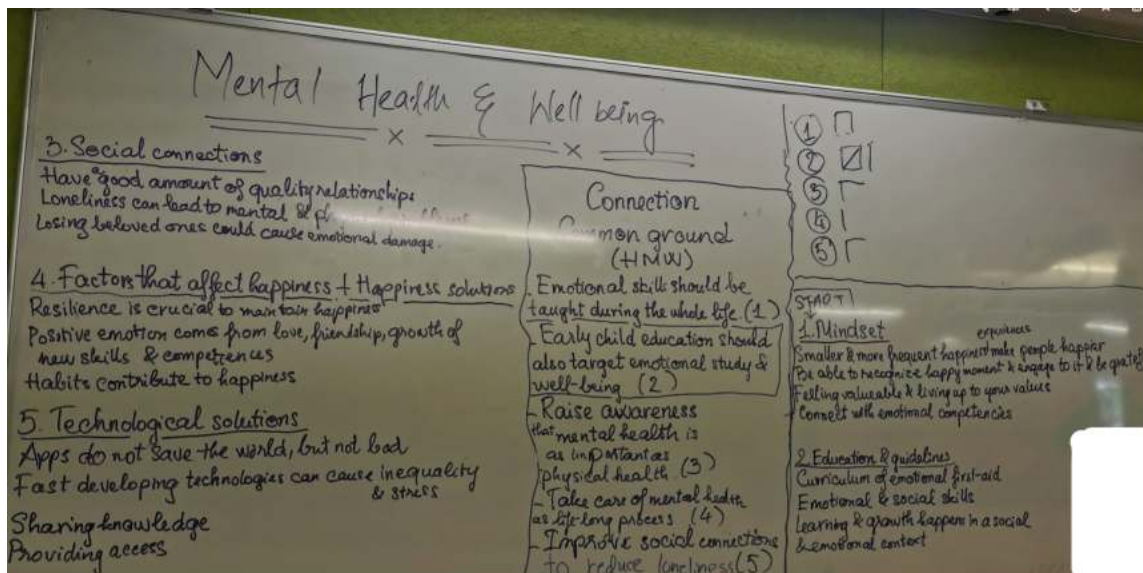 Mental Health & Well being
3. Social connections
Have a good amount of quality relationships
Loneliness can lead to mental &
Losing beloved ones could cause emotional damage.
4. Factors that affect happiness + Happiness solutions
Resilience is crucial to maintain happiness
Positive emotion comes from love, friendship, growth of
new skills & competences
Habits contribute to happiness
5. Technological solutions
Apps do not save the world, but not bad
Fast developing technologies can cause inequality
& stress
Sharing knowledge
Providing access
Connection
Common ground
(HMW)
- Emotional skill should be
taught during the whole life (1)
- Early child education should
also target emotional study &
well-being (2)
- Raise awareness
that mental health is
as important as
physical health (3)
- Take care of mental health
as life-long process (4)
- Improve social connections
to reduce loneliness (5)
1
2
3
4
5
START
1. Mindset
Smaller & more frequent happiness make people happier
Be able to recognize happy moment & engage to it & be
Felling valueable & living up to your values
Connect with emotional competencies
2. Education & guidelines
Curriculum of emotional first-aid
Emotional & social skills
Learning & growth happen in a social
& emotional context